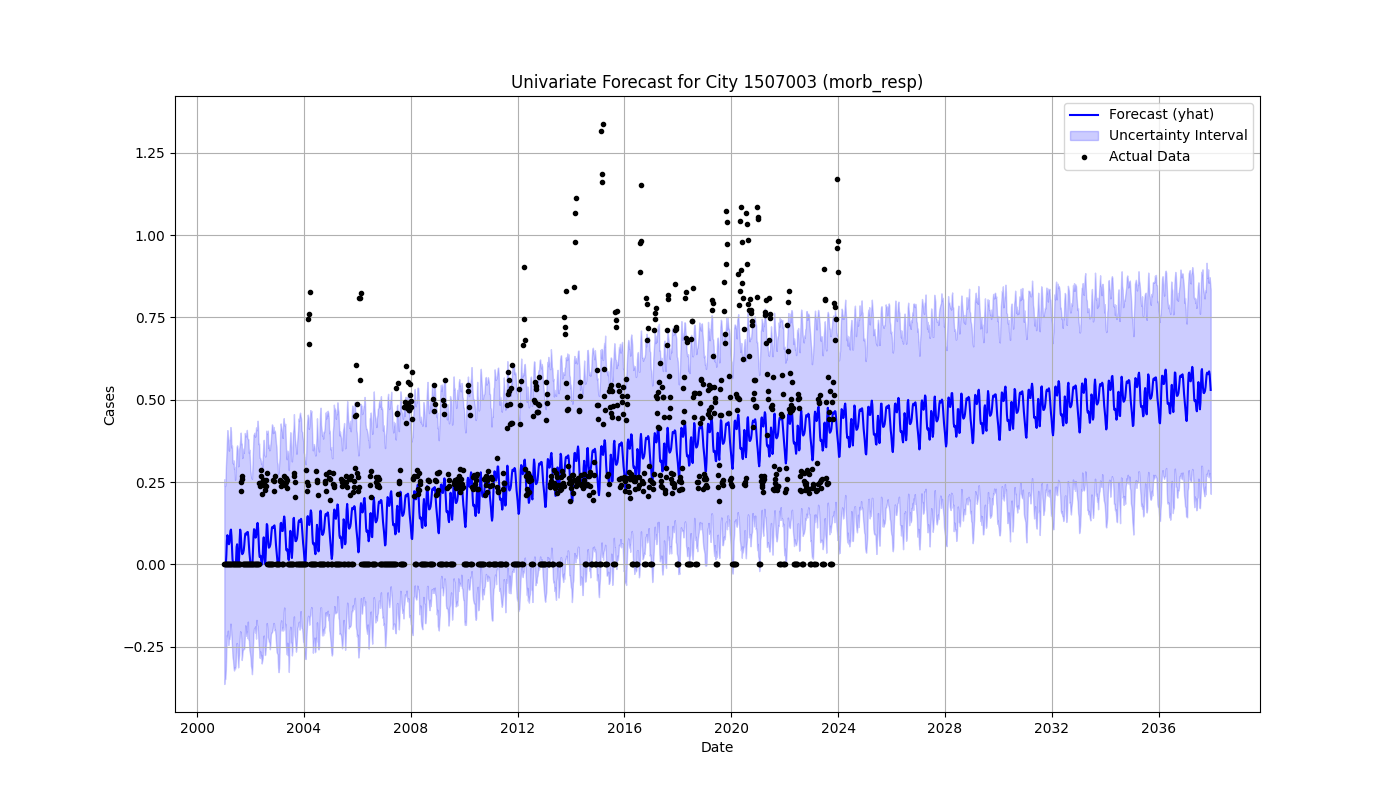 Univariate Forecast for City 1507003 (morb_resp)
Forecast (yhat)
Uncertainty Interval
Actual Data
Cases
1.25
1.00
0.75
0.50
0.25
0.00
−0.25
2000 2004 2008 2012 2016 2020 2024 2028 2032 2036
Date